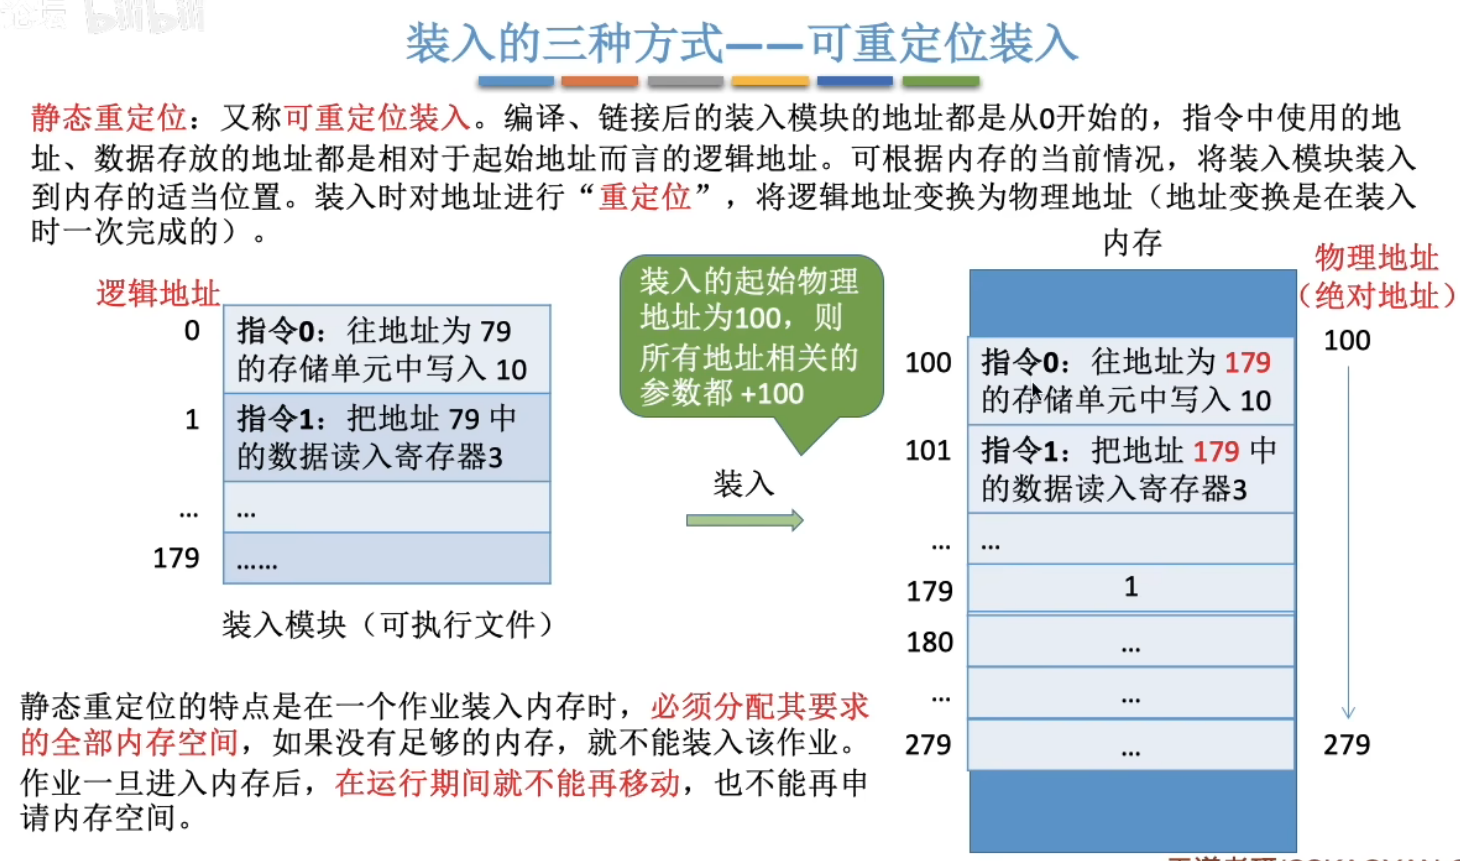 论坛 bilibili
装入的三种方式——可重定位装入
静态重定位：又称可重定位装入。编译、链接后的装入模块的地址都是从0开始的，指令中使用的地
址、数据存放的地址都是相对于起始地址而言的逻辑地址。可根据内存的当前情况，将装入模块装入
到内存的适当位置。装入时对地址进行“重定位”，将逻辑地址变换为物理地址（地址变换是在装入
时一次完成的）。
逻辑地址
0
指令0：往地址为 79
的存储单元中写入 10
1
指令1：把地址 79 中
的数据读入寄存器3
...
...
179
......
装入模块（可执行文件）
装入的起始物理
地址为100，则
所有地址相关的
参数都 +100
装入
内存
物理地址
（绝对地址）
100
指令0：往地址为 179
的存储单元中写入 10
101
指令1：把地址 179 中
的数据读入寄存器3
...
...
179
1
180
...
...
...
279
...
100
279
静态重定位的特点是在一个作业装入内存时，必须分配其要求
的全部内存空间，如果没有足够的内存，就不能装入该作业。
作业一旦进入内存后，在运行期间就不能再移动，也不能再申
请内存空间。